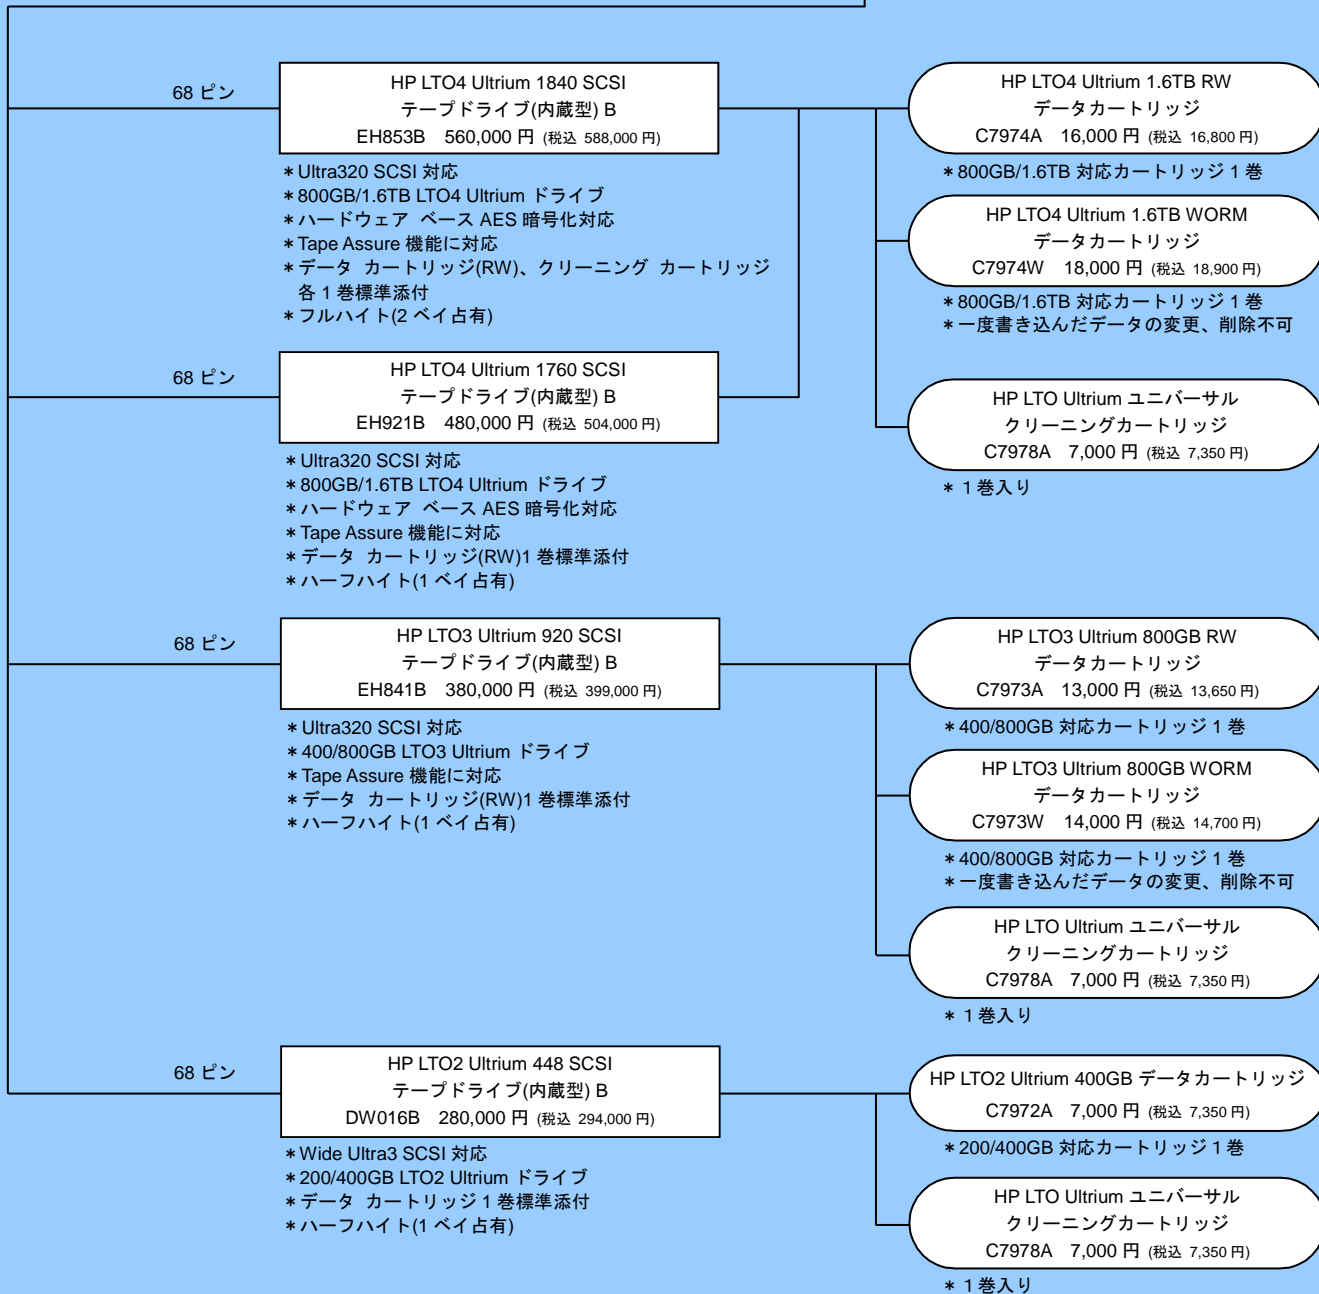 68 ピン
HP LTO4 Ultrium 1840 SCSI
テープドライブ(内蔵型) B
EH853B 560,000 円 (税込 588,000 円)
＊Ultra320 SCSI 対応
＊800GB/1.6TB LTO4 Ultrium ドライブ
＊ハードウェア ベース AES 暗号化対応
＊Tape Assure 機能に対応
＊データ カートリッジ(RW)、クリーニング カートリッジ
各 1 巻標準添付
＊フルハイト(2 ベイ占有)
HP LTO4 Ultrium 1.6TB RW
データカートリッジ
C7974A 16,000 円 (税込 16,800 円)
＊800GB/1.6TB 対応カートリッジ 1 巻
HP LTO4 Ultrium 1.6TB WORM
データカートリッジ
C7974W 18,000 円 (税込 18,900 円)
＊800GB/1.6TB 対応カートリッジ 1 巻
＊一度書き込んだデータの変更、削除不可
68 ピン
HP LTO4 Ultrium 1760 SCSI
テープドライブ(内蔵型) B
EH921B 480,000 円 (税込 504,000 円)
＊Ultra320 SCSI 対応
＊800GB/1.6TB LTO4 Ultrium ドライブ
＊ハードウェア ベース AES 暗号化対応
＊Tape Assure 機能に対応
＊データ カートリッジ(RW)1 巻標準添付
＊ハーフハイト(1 ベイ占有)
HP LTO Ultrium ユニバーサル
クリーニングカートリッジ
C7978A 7,000 円 (税込 7,350 円)
＊ 1 巻入り
68 ピン
HP LTO3 Ultrium 920 SCSI
テープドライブ(内蔵型) B
EH841B 380,000 円 (税込 399,000 円)
＊Ultra320 SCSI 対応
＊400/800GB LTO3 Ultrium ドライブ
＊Tape Assure 機能に対応
＊データ カートリッジ(RW)1 巻標準添付
＊ハーフハイト(1 ベイ占有)
HP LTO3 Ultrium 800GB RW
データカートリッジ
C7973A 13,000 円 (税込 13,650 円)
＊400/800GB 対応カートリッジ 1 巻
HP LTO3 Ultrium 800GB WORM
データカートリッジ
C7973W 14,000 円 (税込 14,700 円)
＊400/800GB 対応カートリッジ 1 巻
＊一度書き込んだデータの変更、削除不可
HP LTO Ultrium ユニバーサル
クリーニングカートリッジ
C7978A 7,000 円 (税込 7,350 円)
＊ 1 巻入り
68 ピン
HP LTO2 Ultrium 448 SCSI
テープドライブ(内蔵型) B
DW016B 280,000 円 (税込 294,000 円)
＊Wide Ultra3 SCSI 対応
＊200/400GB LTO2 Ultrium ドライブ
＊データ カートリッジ 1 巻標準添付
＊ハーフハイト(1 ベイ占有)
HP LTO2 Ultrium 400GB データカートリッジ
C7972A 7,000 円 (税込 7,350 円)
＊200/400GB 対応カートリッジ 1 巻
HP LTO Ultrium ユニバーサル
クリーニングカートリッジ
C7978A 7,000 円 (税込 7,350 円)
＊ 1 巻入り